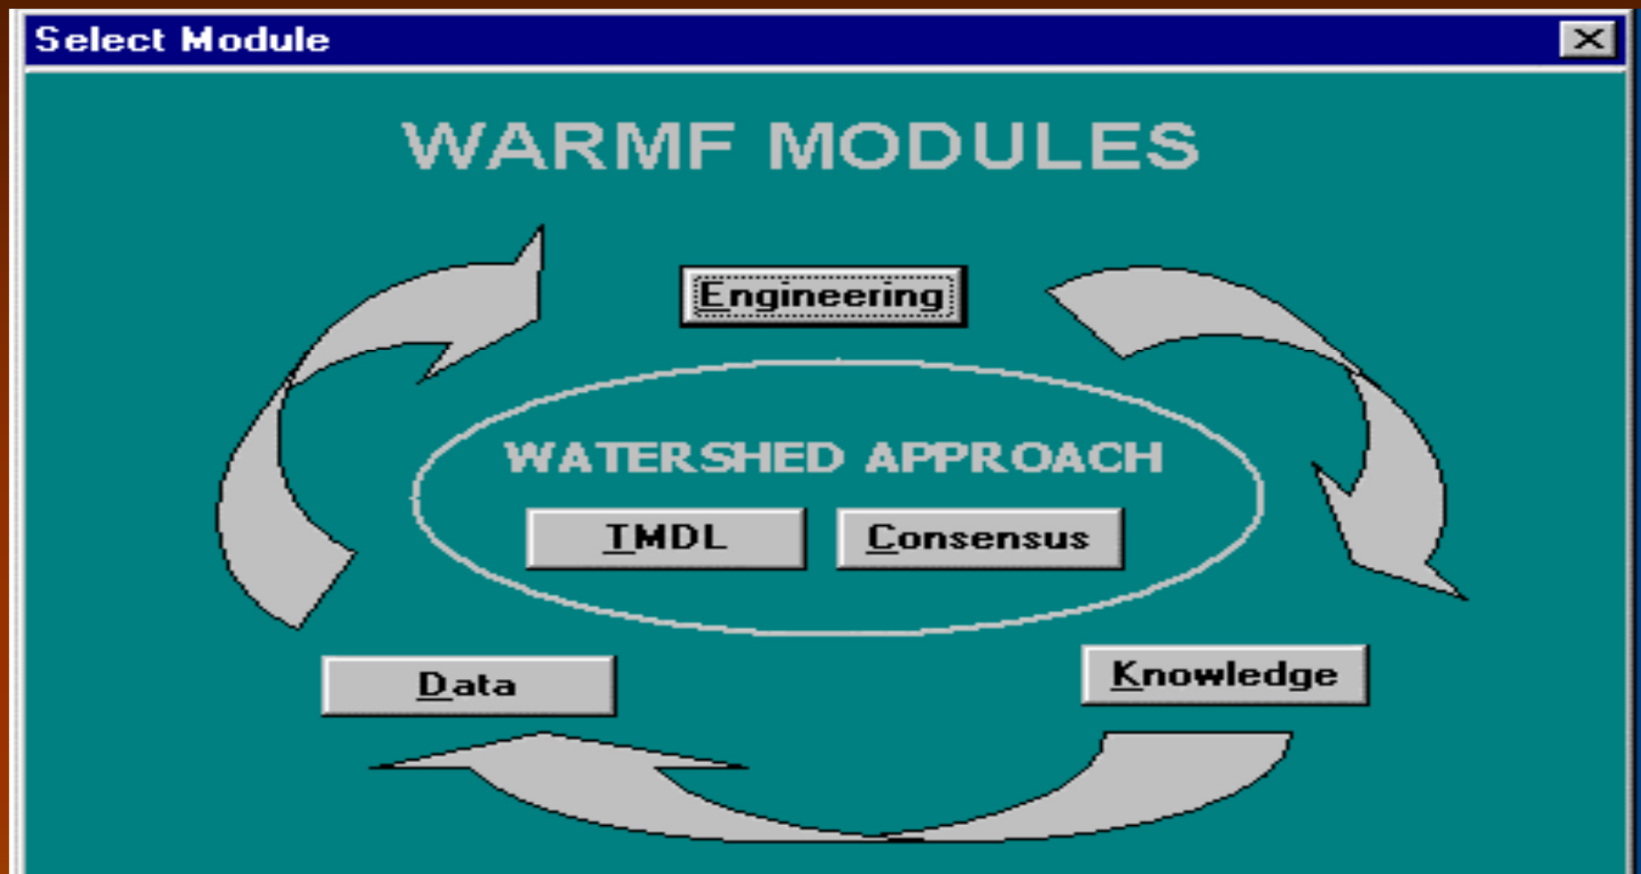 Select Module
WARMF MODULES
Engineering
WATERSHED APPROACH
TMDL Consensus
Data
Knowledge